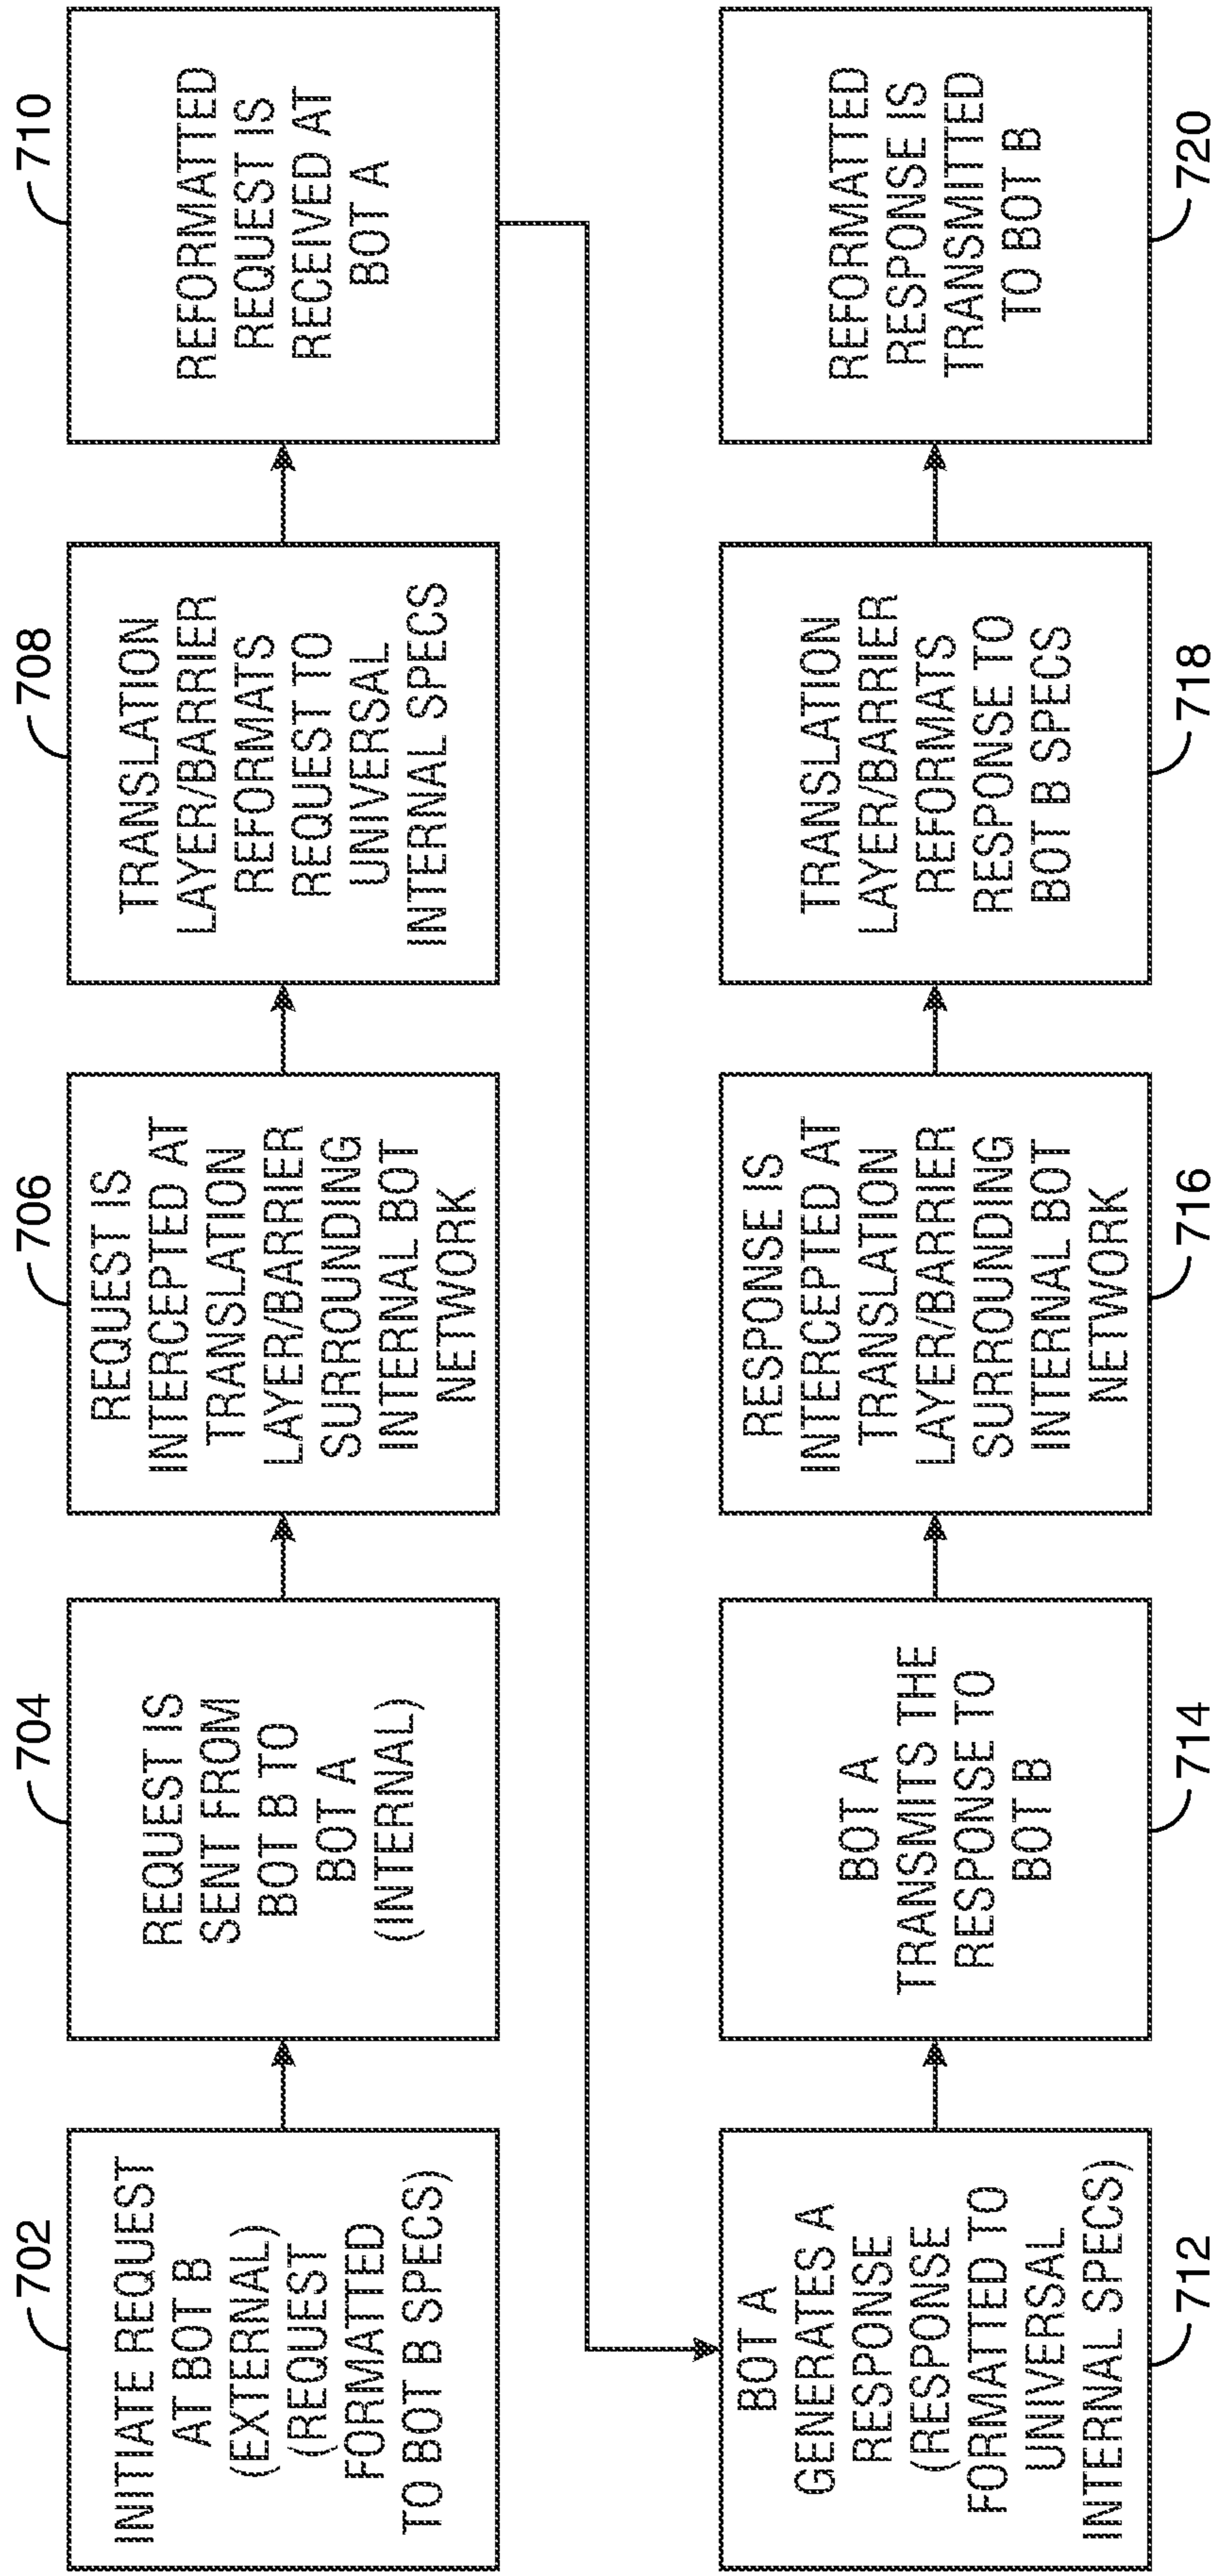 702
INITIATE REQUEST
AT BOT B
(EXTERNAL)
(REQUEST
FORMATTED
TO BOT B SPECS)
704
REQUEST IS
SENT FROM
BOT B TO
BOT A
(INTERNAL)
706
REQUEST IS
INTERCEPTED AT
TRANSLATION
LAYER/BARRIER
SURROUNDING
INTERNAL BOT
NETWORK
708
TRANSLATION
LAYER/BARRIER
REFORMATS
REQUEST TO
UNIVERSAL
INTERNAL SPECS
710
REFORMATTED
REQUEST IS
RECEIVED AT
BOT A
BOT A
GENERATES A
RESPONSE
(RESPONSE
FORMATTED TO
UNIVERSAL
INTERNAL SPECS)
712
BOT A
TRANSMITS THE
RESPONSE TO
BOT B
714
RESPONSE IS
INTERCEPTED AT
TRANSLATION
LAYER/BARRIER
SURROUNDING
INTERNAL BOT
NETWORK
716
TRANSLATION
LAYER/BARRIER
REFORMATS
RESPONSE TO
BOT B SPECS
718
REFORMATTED
RESPONSE IS
TRANSMITTED
TO BOT B
720